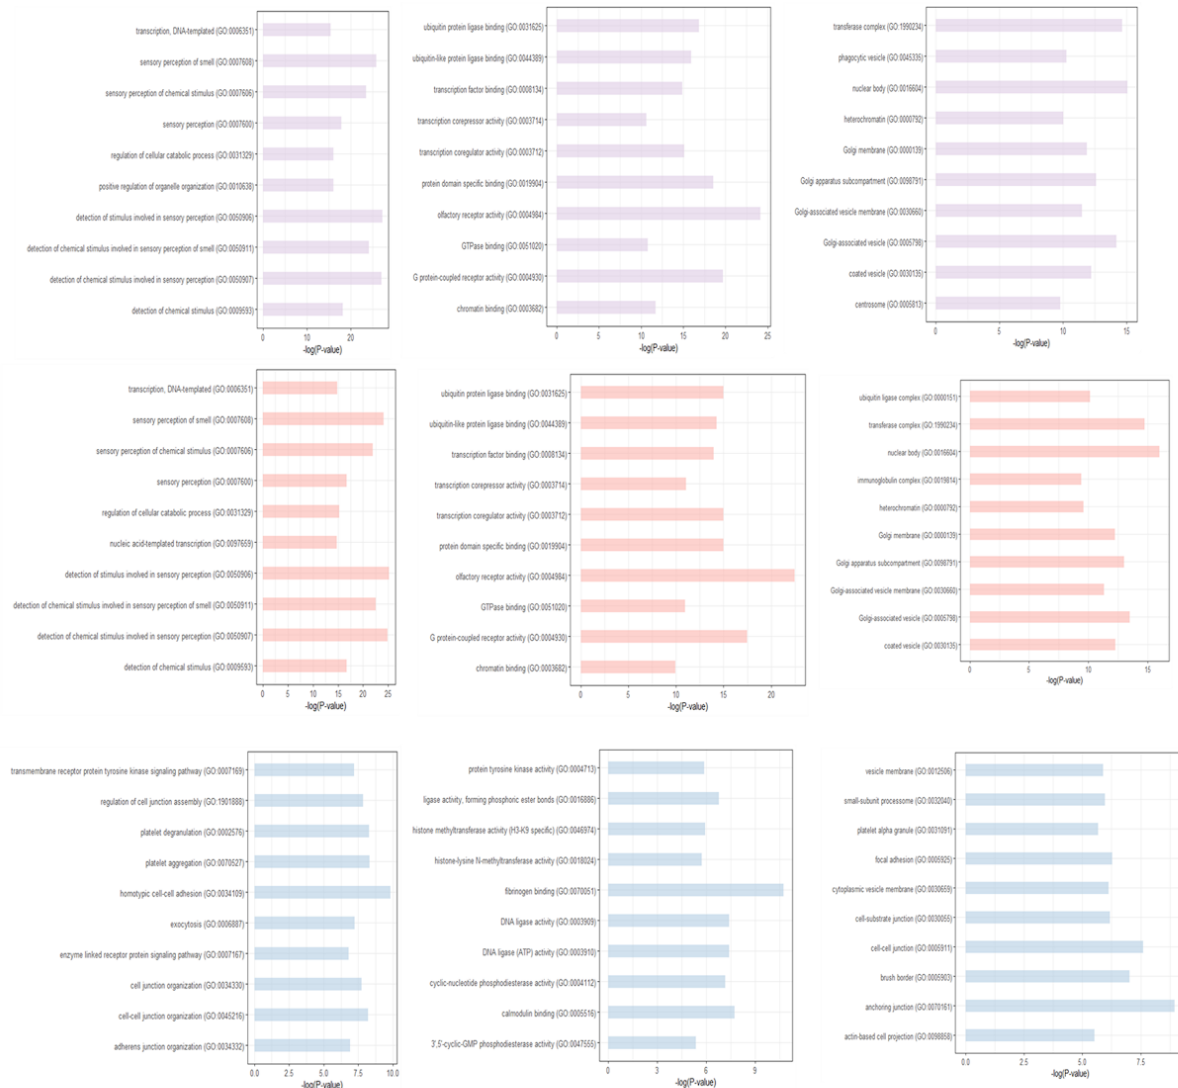 transcription, DNA-templated (GO:0006351)
sensory perception of smell (GO:0007608)
sensory perception of chemical stimulus (GO:0007606)
sensory perception (GO:0007600)
regulation of cellular catabolic process (GO:0031329)
positive regulation of organelle organization (GO:0010638)
detection of stimulus involved in sensory perception (GO:0050906)
detection of chemical stimulus involved in sensory perception of smell (GO:0050911)
detection of chemical stimulus involved in sensory perception (GO:0050907)
detection of chemical stimulus (GO:0009593)
0 10 20
-log(P-value)
ubiquitin protein ligase binding (GO:0031625)
ubiquitin-like protein ligase binding (GO:0044389)
transcription factor binding (GO:0008134)
transcription corepressor activity (GO:0003714)
transcription coregulator activity (GO:0003712)
protein domain specific binding (GO:0019904)
olfactory receptor activity (GO:0004984)
GTPase binding (GO:0051020)
G protein-coupled receptor activity (GO:0004930)
chromatin binding (GO:0003682)
0 5 10 15 20 25
-log(P-value)
transferase complex (GO:1990234)
phagocytic vesicle (GO:0045335)
nuclear body (GO:0016604)
heterochromatin (GO:0000792)
Golgi membrane (GO:0000139)
Golgi apparatus subcompartment (GO:0098791)
Golgi-associated vesicle membrane (GO:0030660)
Golgi-associated vesicle (GO:0005798)
coated vesicle (GO:0030135)
centrosome (GO:0005813)
0 5 10 15
-log(P-value)
transcription, DNA-templated (GO:0006351)
sensory perception of smell (GO:0007608)
sensory perception of chemical stimulus (GO:0007606)
sensory perception (GO:0007600)
regulation of cellular catabolic process (GO:0031329)
nucleic acid-templated transcription (GO:0097659)
detection of stimulus involved in sensory perception (GO:0050906)
detection of chemical stimulus involved in sensory perception of smell (GO:0050911)
detection of chemical stimulus involved in sensory perception (GO:0050907)
detection of chemical stimulus (GO:0009593)
0 5 10 15 20 25
-log(P-value)
ubiquitin protein ligase binding (GO:0031625)
ubiquitin-like protein ligase binding (GO:0044389)
transcription factor binding (GO:0008134)
transcription corepressor activity (GO:0003714)
transcription coregulator activity (GO:0003712)
protein domain specific binding (GO:0019904)
olfactory receptor activity (GO:0004984)
GTPase binding (GO:0051020)
G protein-coupled receptor activity (GO:0004930)
chromatin binding (GO:0003682)
0 5 10 15 20
-log(P-value)
ubiquitin ligase complex (GO:0000151)
transferase complex (GO:1990234)
nuclear body (GO:0016604)
immunoglobulin complex (GO:0019814)
heterochromatin (GO:0000792)
Golgi membrane (GO:0000139)
Golgi apparatus subcompartment (GO:0098791)
Golgi-associated vesicle membrane (GO:0030660)
Golgi-associated vesicle (GO:0005798)
coated vesicle (GO:0030135)
0 5 10 15
-log(P-value)
transmembrane receptor protein tyrosine kinase signaling pathway (GO:0007169)
regulation of cell junction assembly (GO:1901888)
platelet degranulation (GO:0002576)
platelet aggregation (GO:0070527)
homotypic cell-cell adhesion (GO:0034109)
exocytosis (GO:0006887)
enzyme linked receptor protein signaling pathway (GO:0007167)
cell junction organization (GO:0034330)
cell-cell junction organization (GO:0045216)
adherens junction organization (GO:0034332)
0.0 2.5 5.0 7.5 10.0
-log(P-value)
protein tyrosine kinase activity (GO:0004713)
ligase activity, forming phosphoric ester bonds (GO:0016886)
histone methyltransferase activity (H3-K9 specific) (GO:0046974)
histone-lysine N-methyltransferase activity (GO:0018024)
fibrinogen binding (GO:0070051)
DNA ligase activity (GO:0003909)
DNA ligase (ATP) activity (GO:0003910)
cyclic-nucleotide phosphodiesterase activity (GO:0004112)
calmodulin binding (GO:0005516)
3',5'-cyclic-GMP phosphodiesterase activity (GO:0047555)
0 3 6 9
-log(P-value)
vesicle membrane (GO:0012506)
small-subunit processome (GO:0032040)
platelet alpha granule (GO:0031091)
focal adhesion (GO:0005925)
cytoplasmic vesicle membrane (GO:0030659)
cell-substrate junction (GO:0030055)
cell-cell junction (GO:0005911)
brush border (GO:0005903)
anchoring junction (GO:0070161)
actin-based cell projection (GO:0098858)
0.0 2.5 5.0 7.5
-log(P-value)